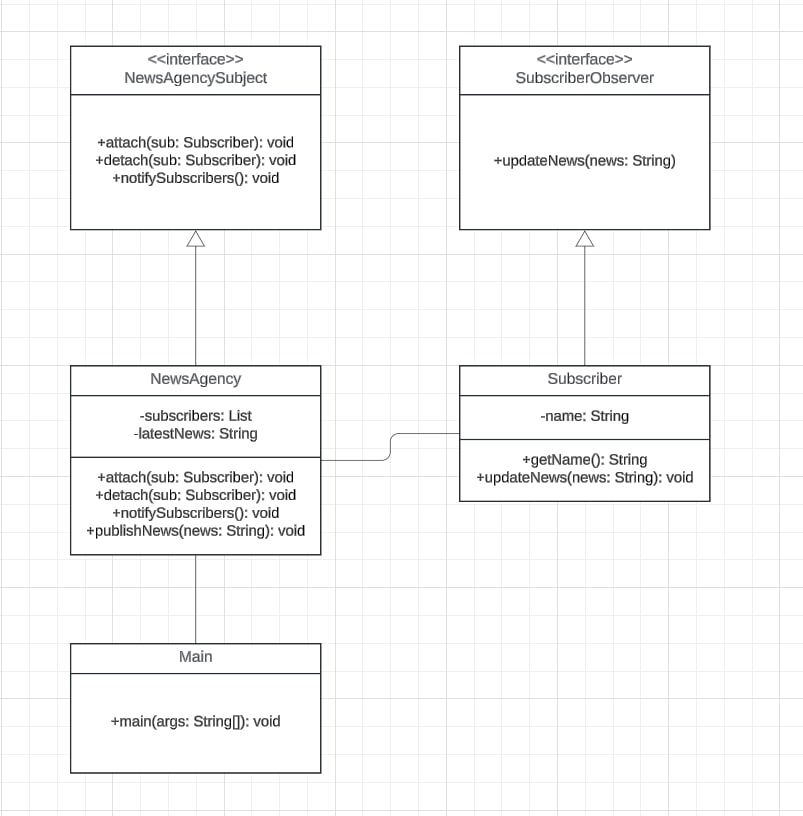 <<interface>>
NewsAgencySubject
+attach(sub: Subscriber): void
+detach(sub: Subscriber): void
+notifySubscribers(): void
<<interface>>
SubscriberObserver
+updateNews(news: String)
NewsAgency
-subscribers: List
-latestNews: String
+attach(sub: Subscriber): void
+detach(sub: Subscriber): void
+notifySubscribers(): void
+publishNews(news: String): void
Subscriber
-name: String
+getName(): String
+updateNews(news: String): void
Main
+main(args: String[]): void